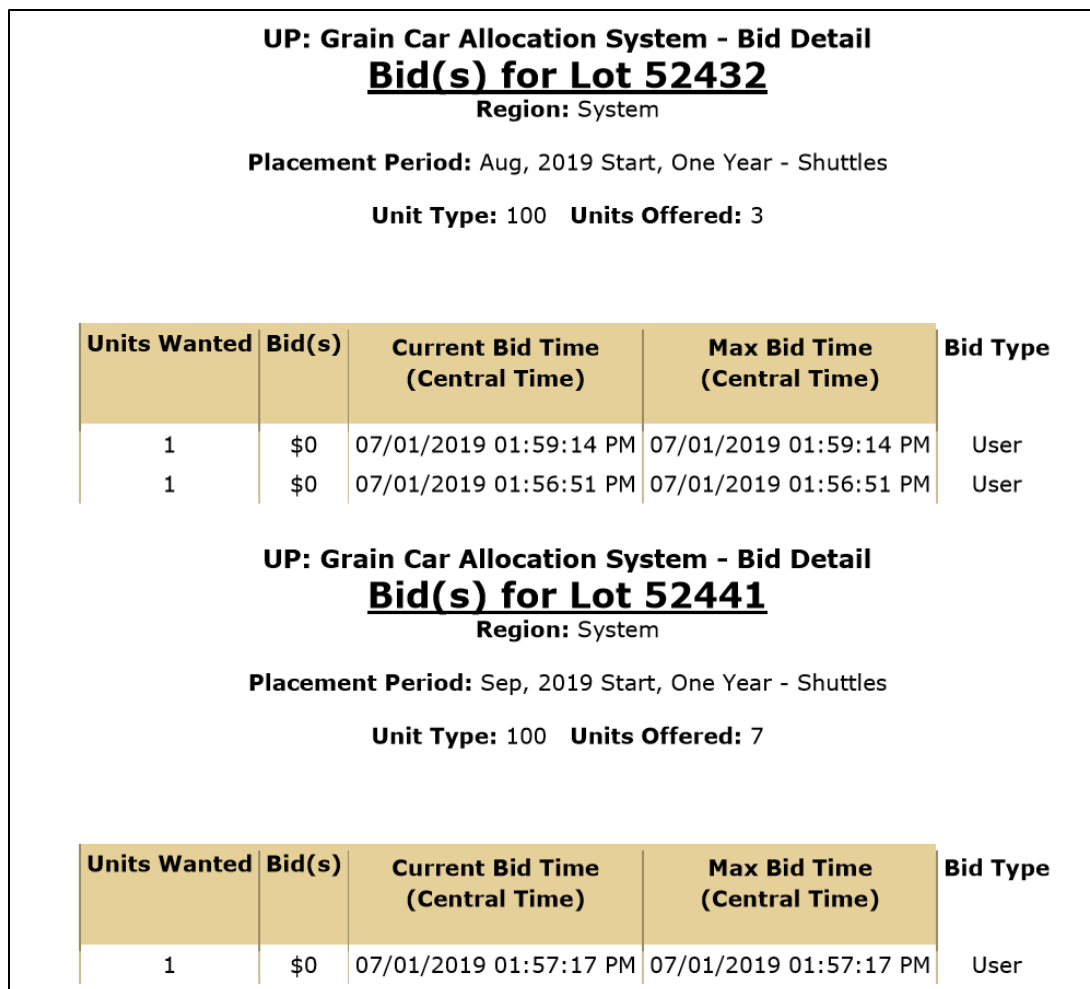 UP: Grain Car Allocation System - Bid Detail
Bid(s) for Lot 52432
Region: System
Placement Period: Aug, 2019 Start, One Year - Shuttles
Unit Type: 100 Units Offered: 3
Units Wanted Bid(s) Current Bid Time (Central Time) Max Bid Time (Central Time) Bid Type
1 $0 07/01/2019 01:59:14 PM 07/01/2019 01:59:14 PM User
1 $0 07/01/2019 01:56:51 PM 07/01/2019 01:56:51 PM User
UP: Grain Car Allocation System - Bid Detail
Bid(s) for Lot 52441
Region: System
Placement Period: Sep, 2019 Start, One Year - Shuttles
Unit Type: 100 Units Offered: 7
Units Wanted Bid(s) Current Bid Time (Central Time) Max Bid Time (Central Time) Bid Type
1 $0 07/01/2019 01:57:17 PM 07/01/2019 01:57:17 PM User